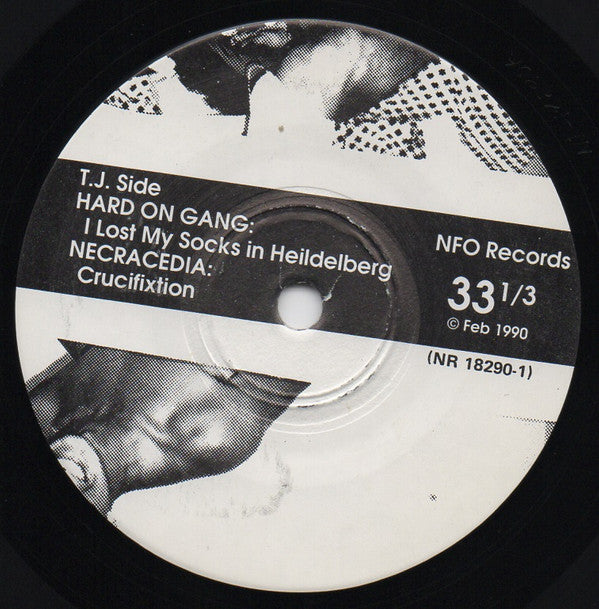 T.J. Side
HARD ON GANG:
I Lost My Socks in Heildelberg
NECRACEDIA:
Crucifixtion
NFO Records
33 1/3
© Feb 1990
(NR 18290-1)